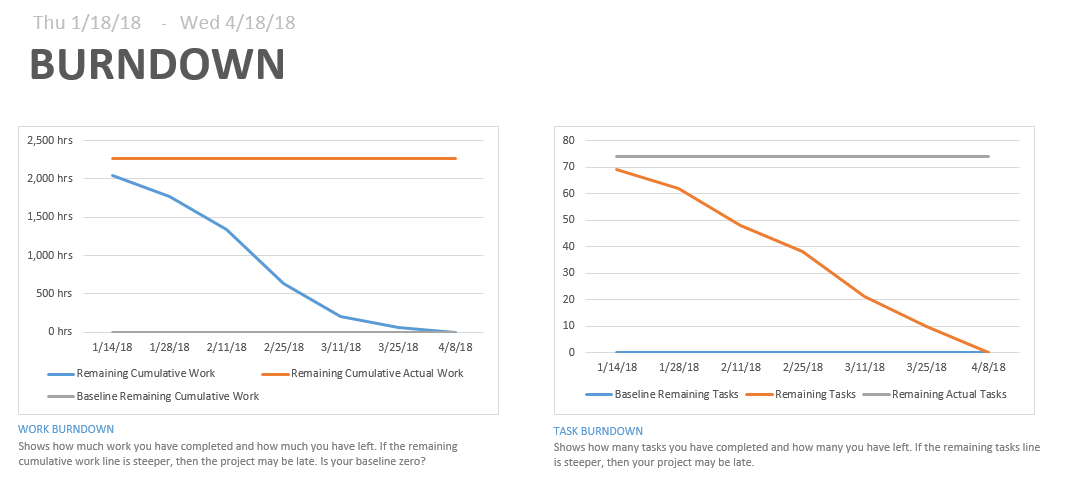 Thu 1/18/18 - Wed 4/18/18
BURNDOWN
2,500 hrs
2,000 hrs
1,500 hrs
1,000 hrs
500 hrs
0 hrs
1/14/18 1/28/18 2/11/18 2/25/18 3/11/18 3/25/18 4/8/18
Remaining Cumulative Work Remaining Cumulative Actual Work
Baseline Remaining Cumulative Work
WORK BURNDOWN
Shows how much work you have completed and how much you have left. If the remaining
cumulative work line is steeper, then the project may be late. Is your baseline zero?
80
70
60
50
40
30
20
10
0
1/14/18 1/28/18 2/11/18 2/25/18 3/11/18 3/25/18 4/8/18
Baseline Remaining Tasks Remaining Tasks Remaining Actual Tasks
TASK BURNDOWN
Shows how many tasks you have completed and how many you have left. If the remaining tasks line
is steeper, then your project may be late.